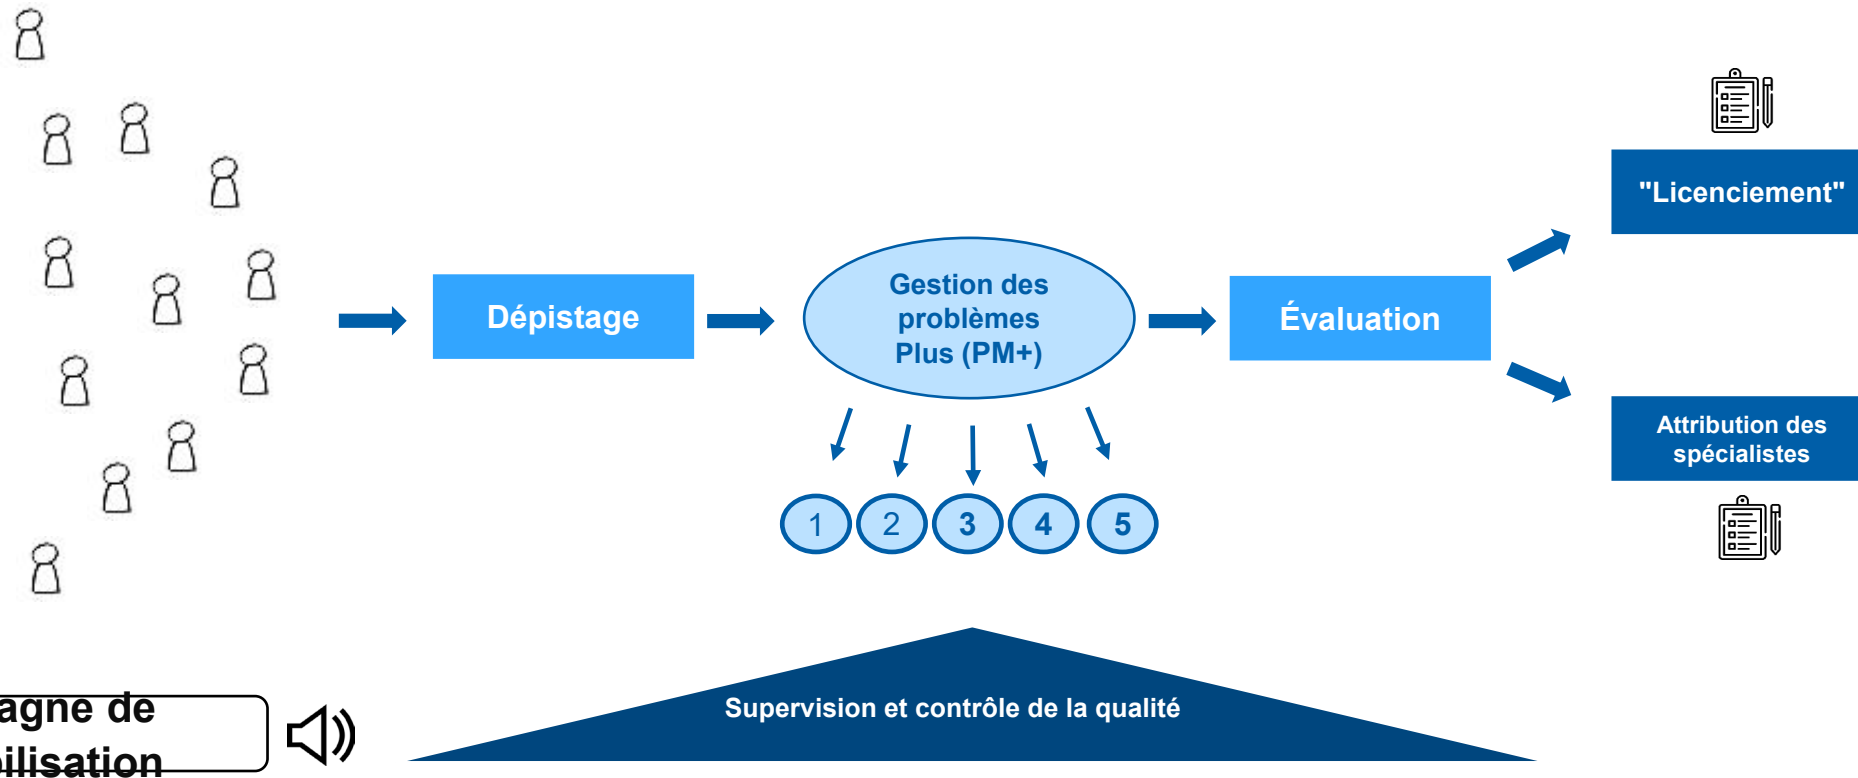 "Licenciement"
Gestion des
problèmes
Plus (PM+)
Dépistage
Évaluation
Attribution des
spécialistes
1 2 3 4 5
Supervision et contrôle de la qualité
agne de
ilisation